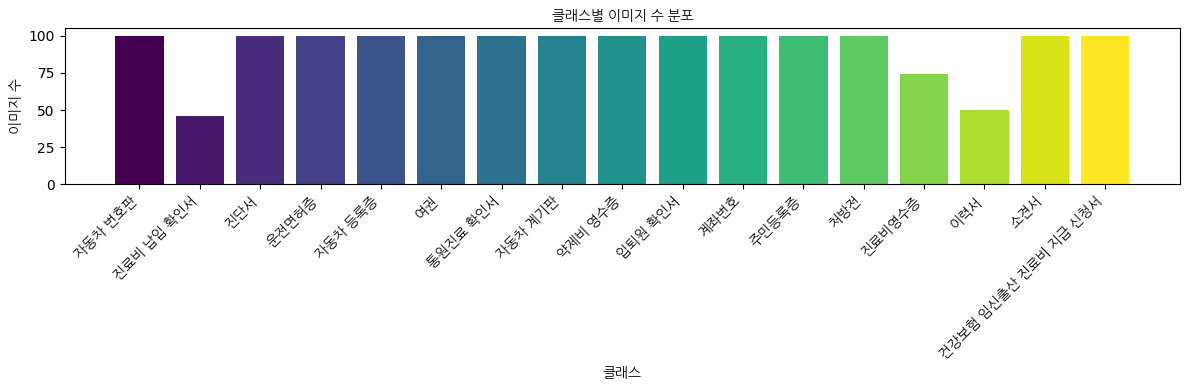 클래스별 이미지 수 분포
이미지 수
100
75
50
25
0
자동차 번호판
진료비 납입 확인서
진단서
운전면허증
자동차 등록증
여권
통원진료 확인서
자동차 계기판
약제비 영수증
입퇴원 확인서
계좌번호
주민등록증
처방전
진료비영수증
이력서
소견서
건강보험 임신출산 진료비 지급 신청서
클래스